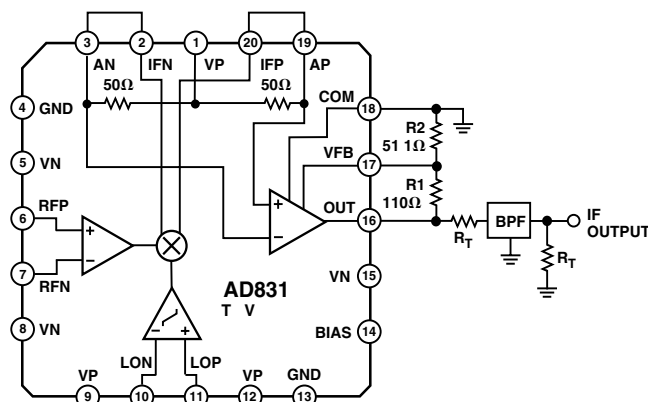 3 2 1 20 19
AN IFN VP IFP AP
50Ω 50Ω
COM 18
4 GND
R2
51 1Ω
VFB 17
5 VN
R1
110Ω
6 RFP
OUT 16
BPF
IF
OUTPUT
RT
RT
+
−
+
−
7 RFN
VN 15
AD831
T V
8 VN
BIAS 14
− +
LON LOP
VP VP GND
9 10 11 12 13